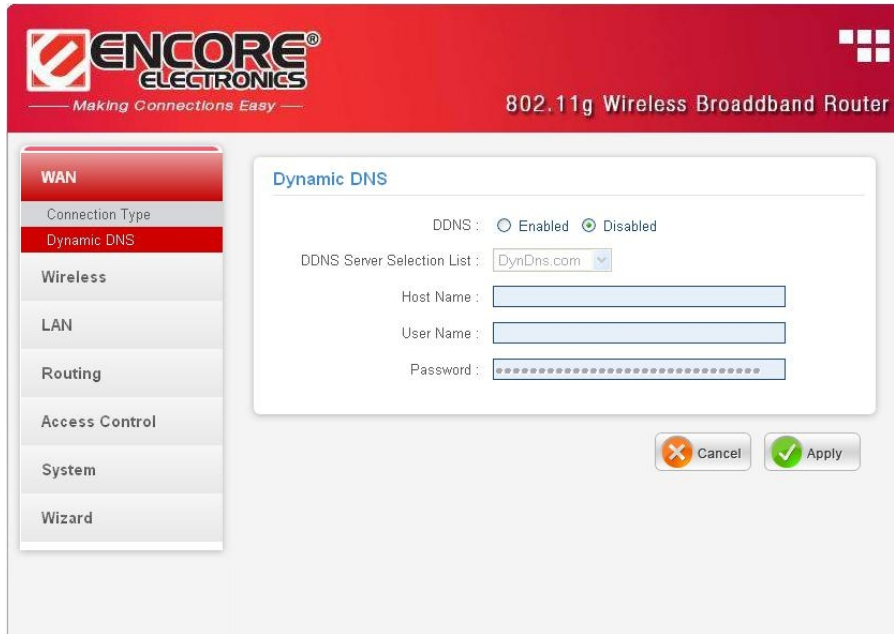 ENCORE®
ELECTRONICS
Making Connections Easy
802.11g Wireless Broaddband Router
WAN
Connection Type
Dynamic DNS
Wireless
LAN
Routing
Access Control
System
Wizard
Dynamic DNS
DDNS : Enabled Disabled
DDNS Server Selection List : DynDns.com
Host Name :
User Name :
Password : •••••••••••••••••••••••••••••••
Cancel Apply